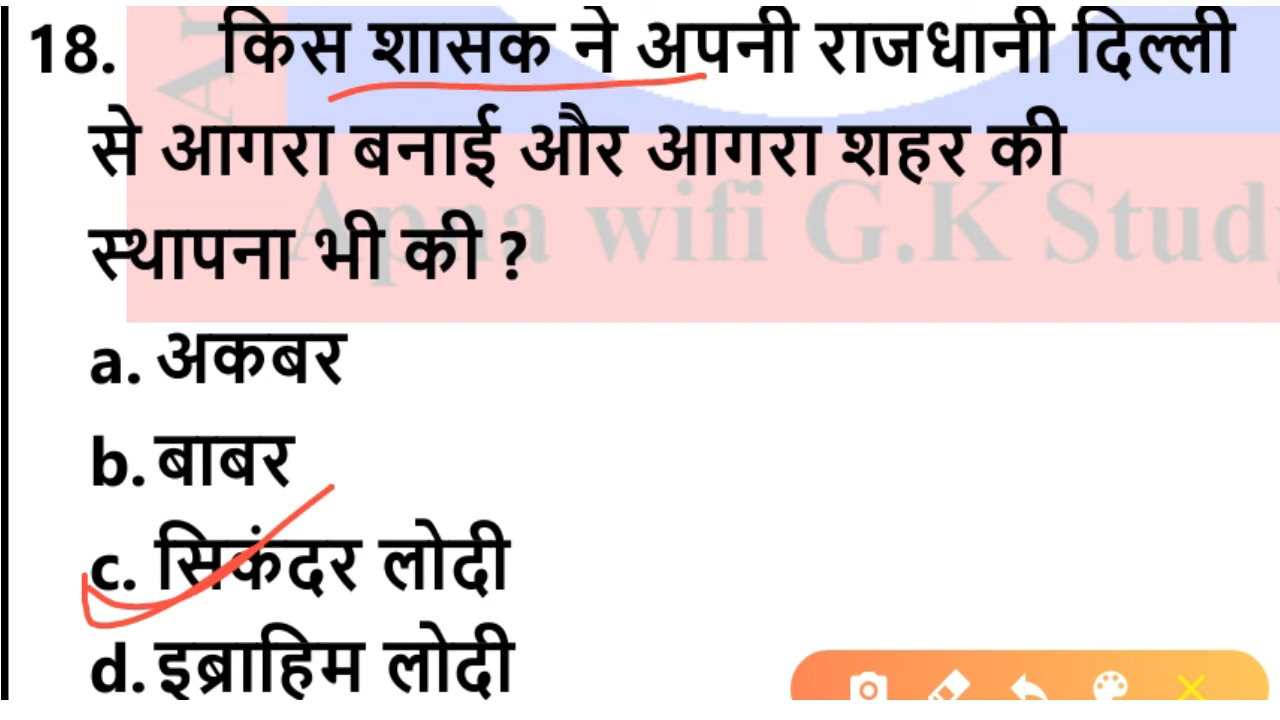 18. किस शासक ने अपनी राजधानी दिल्ली
से आगरा बनाई और आगरा शहर की
Apna wifi G.K Stud
स्थापना भी की ?
a. अकबर
b. बाबर
c. सिकंदर लोदी
d. इब्राहिम लोदी